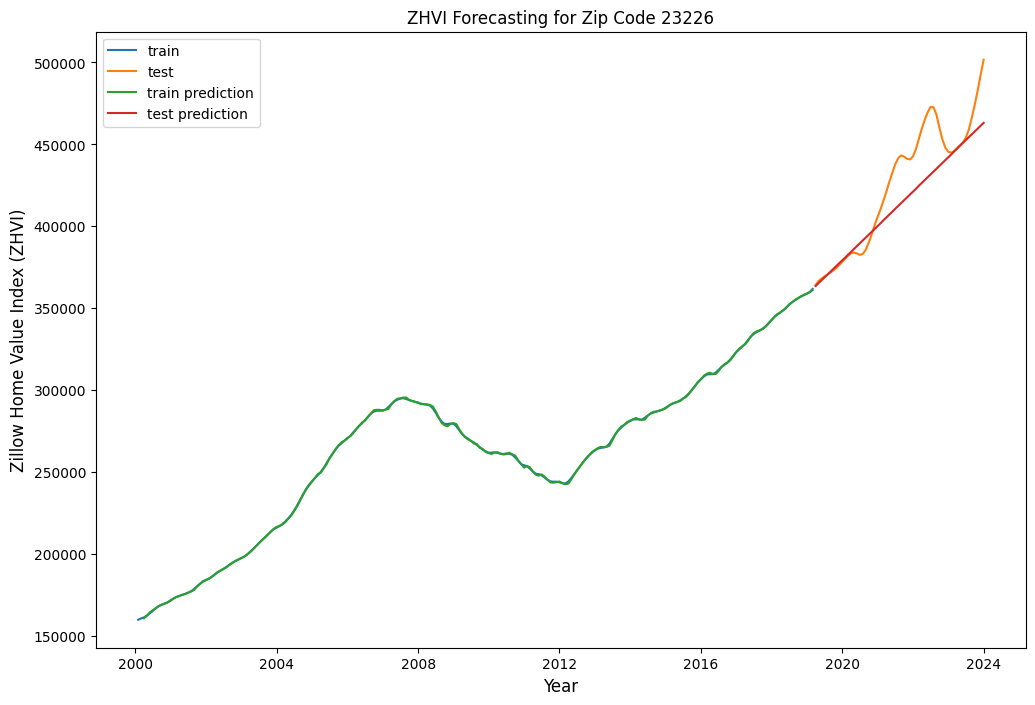 ZHVI Forecasting for Zip Code 23226
train
test
train prediction
test prediction
Zillow Home Value Index (ZHVI)
500000
450000
400000
350000
300000
250000
200000
150000
2000 2004 2008 2012 2016 2020 2024
Year